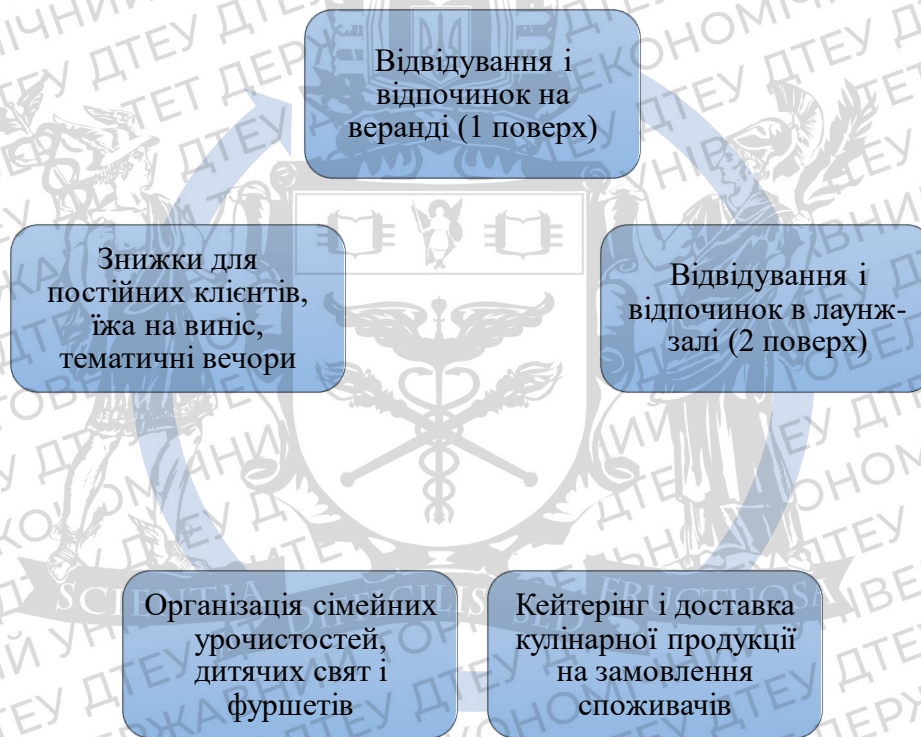 Відвідування і
відпочинок на
веранді (1 поверх)
Відвідування і
відпочинок в лаунж-
залі (2 поверх)
Кейтерінг і доставка
кулінарної продукції
на замовлення
споживачів
Організація сімейних
урочистостей,
дитячих свят і
фуршетів
Знижки для
постійних клієнтів,
їжа на виніс,
тематичні вечори